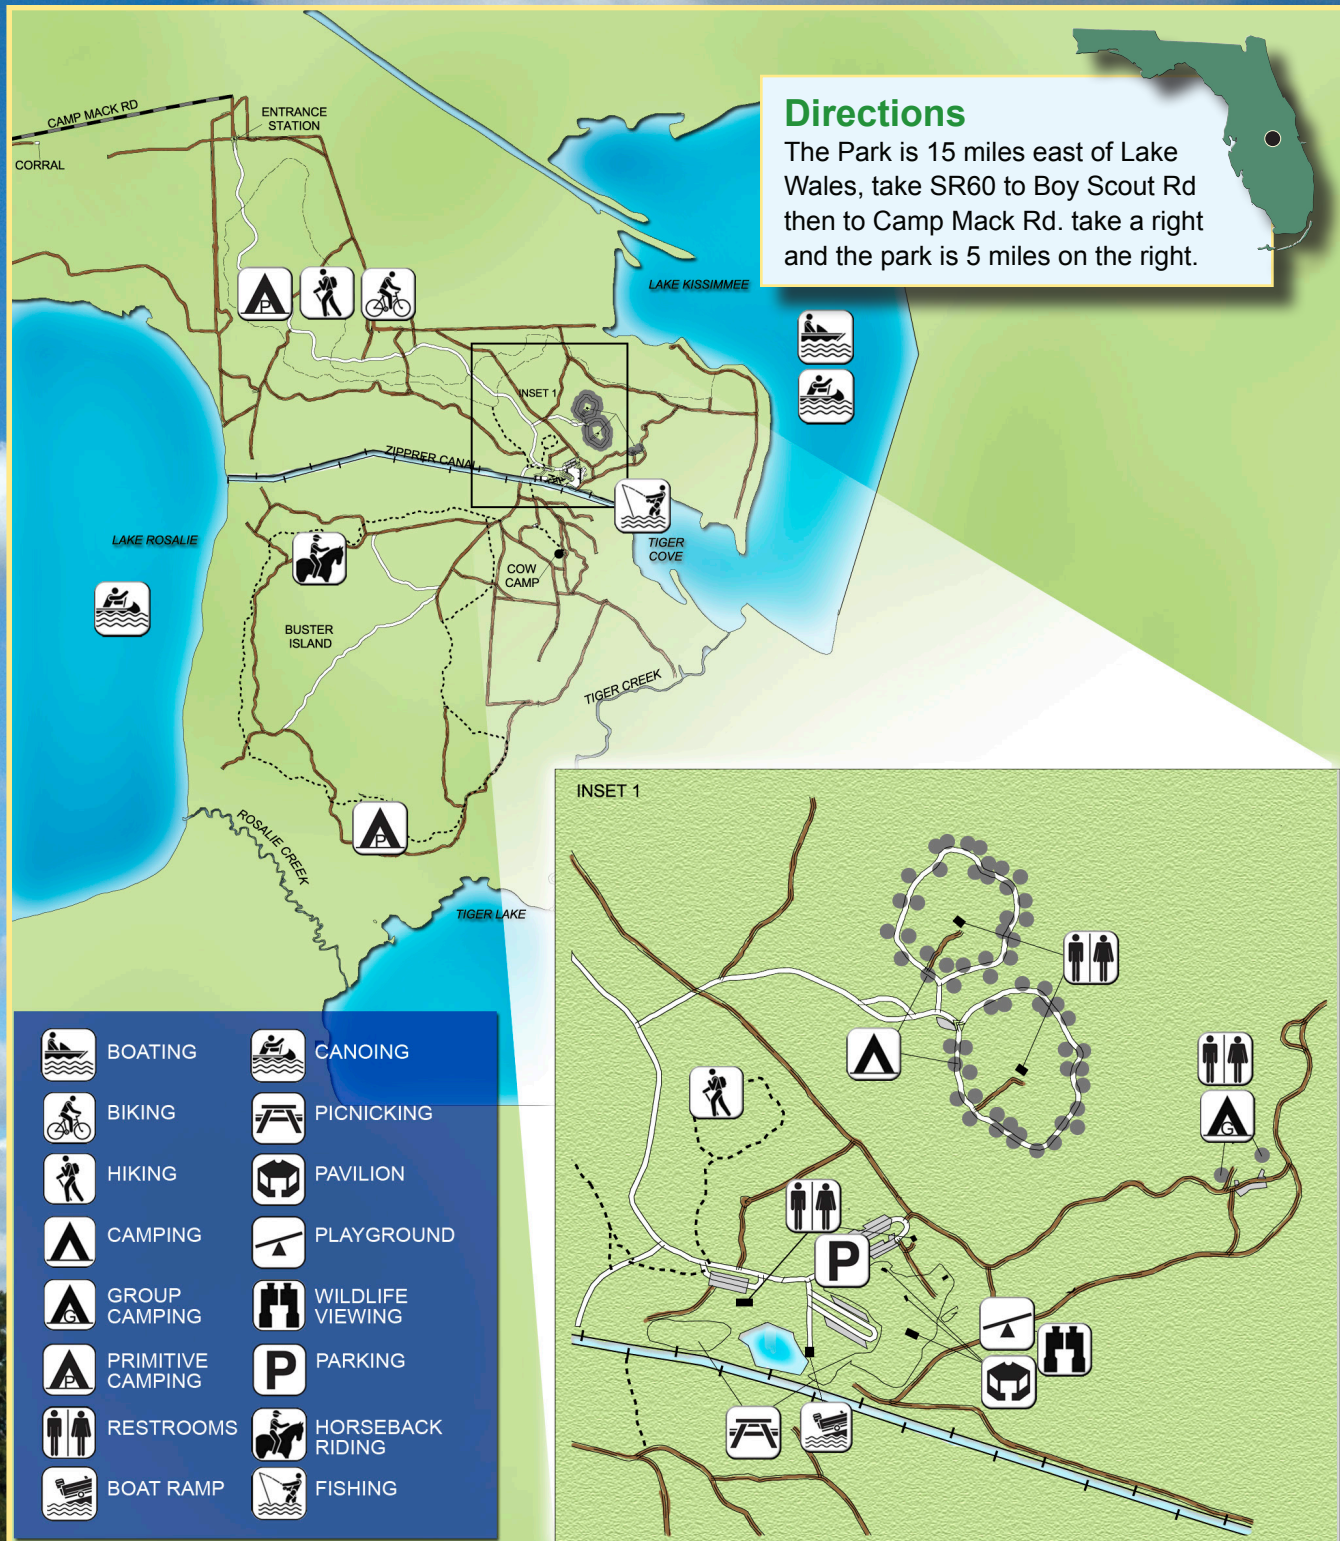 CAMP MACK RD
ENTRANCE
STATION
CORRAL
Directions
The Park is 15 miles east of Lake
Wales, take SR60 to Boy Scout Rd
then to Camp Mack Rd. take a right
and the park is 5 miles on the right.
LAKE KISSIMMEE
P
INSET 1
ZIPPRER CANAL
LAKE ROSALIE
TIGER
COVE
COW
CAMP
BUSTER
ISLAND
TIGER CREEK
P
ROSALIE CREEK
TIGER LAKE
INSET 1
G
P
BOATING
CANOING
BIKING
PICNICKING
HIKING
PAVILION
CAMPING
PLAYGROUND
G
GROUP
CAMPING
WILDLIFE
VIEWING
P
PRIMITIVE
CAMPING
P
PARKING
RESTROOMS
HORSEBACK
RIDING
BOAT RAMP
FISHING